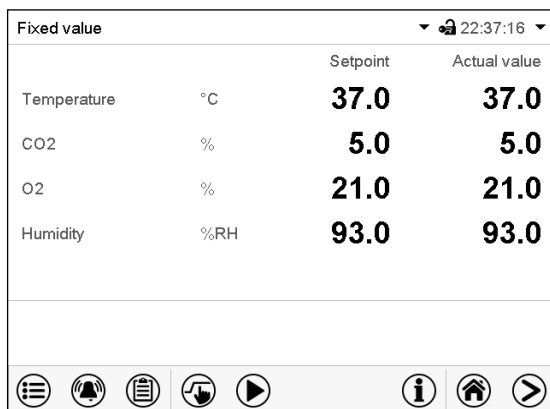 Fixed value 22:37:16
Setpoint Actual value
Temperature °C 37.0 37.0
CO2 % 5.0 5.0
O2 % 21.0 21.0
Humidity %RH 93.0 93.0